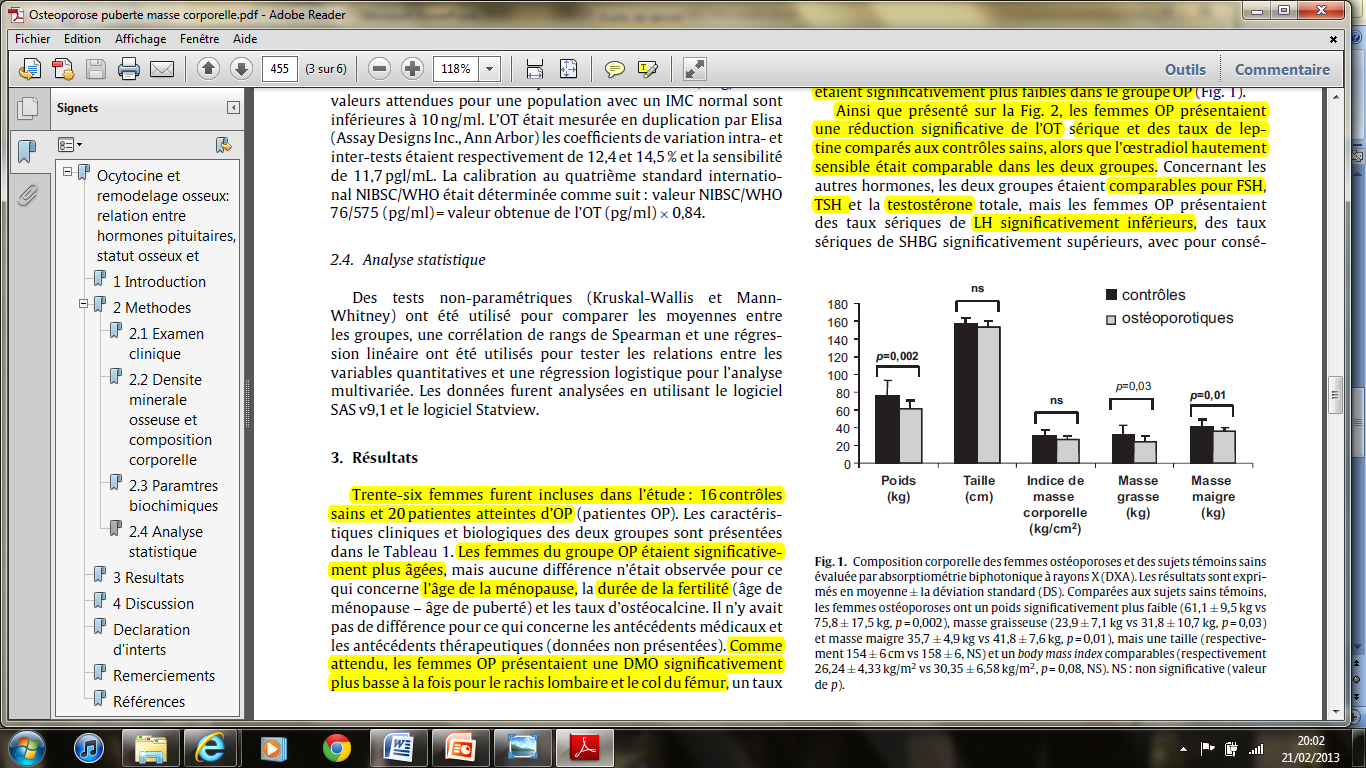 Osteoporose puberte masse corporelle.pdf - Adobe Reader
Fichier Edition Affichage Fenêtre Aide
455 (3 sur 6) 118% Outils Commentaire
Signets
Ocytocine et
remodelage osseux:
relation entre
hormones pituitaires,
statut osseux et
1 Introduction
2 Methodes
2.1 Examen
clinique
2.2 Densite
minerale
osseuse et
composition
corporelle
2.3 Paramtres
biochimiques
2.4 Analyse
statistique
3 Resultats
4 Discussion
Declaration
d'interts
Remerciements
Références
valeurs attendues pour une population avec un IMC normal sont
inférieures à 10 ng/ml. L'OT était mesurée en duplication par Elisa
(Assay Designs Inc., Ann Arbor) les coefficients de variation intra- et
inter-tests étaient respectivement de 12,4 et 14,5 % et la sensibilité
de 11,7 pgl/mL. La calibration au quatrième standard internatio-
nal NIBSC/WHO était déterminée comme suit : valeur NIBSC/WHO
76/575 (pg/ml) = valeur obtenue de l'OT (pg/ml) × 0,84.
2.4. Analyse statistique
Des tests non-paramétriques (Kruskal-Wallis et Mann-
Whitney) ont été utilisé pour comparer les moyennes entre
les groupes, une corrélation de rangs de Spearman et une régres-
sion linéaire ont été utilisés pour tester les relations entre les
variables quantitatives et une régression logistique pour l'analyse
multivariée. Les données furent analysées en utilisant le logiciel
SAS v9,1 et le logiciel Statview.
3. Résultats
Trente-six femmes furent incluses dans l'étude : 16 contrôles
sains et 20 patientes atteintes d'OP (patientes OP). Les caractéris-
tiques cliniques et biologiques des deux groupes sont présentées
dans le Tableau 1. Les femmes du groupe OP étaient significative-
ment plus âgées, mais aucune différence n'était observée pour ce
qui concerne l'âge de la ménopause, la durée de la fertilité (âge de
ménopause – âge de puberté) et les taux d'ostéocalcine. Il n'y avait
pas de différence pour ce qui concerne les antécédents médicaux et
les antécédents thérapeutiques (données non présentées). Comme
attendu, les femmes OP présentaient une DMO significativement
plus basse à la fois pour le rachis lombaire et le col du fémur, un taux
étaient significativement plus faibles dans le groupe OP (Fig. 1).
Ainsi que présenté sur la Fig. 2, les femmes OP présentaient
une réduction significative de l'OT sérique et des taux de lep-
tine comparés aux contrôles sains, alors que l'œstradiol hautement
sensible était comparable dans les deux groupes. Concernant les
autres hormones, les deux groupes étaient comparables pour FSH,
TSH et la testostérone totale, mais les femmes OP présentaient
des taux sériques de LH significativement inférieurs, des taux
sériques de SHBG significativement supérieurs, avec pour consé-
contrôles
ostéoporotiques
180
160
140
120
100
80
60
40
20
0
p=0,002
ns
ns
p=0,03
p=0,01
Poids
(kg)
Taille
(cm)
Indice de
masse
corporelle
(kg/cm²)
Masse
grasse
(kg)
Masse
maigre
(kg)
Fig. 1. Composition corporelle des femmes ostéoporoses et des sujets témoins sains
évaluée par absorptiométrie biphotonique à rayons X (DXA). Les résultats sont expri-
més en moyenne ± la déviation standard (DS). Comparées aux sujets sains témoins,
les femmes ostéoporoses ont un poids significativement plus faible (61,1 ± 9,5 kg vs
75,8 ± 17,5 kg, p = 0,002), masse graisseuse (23,9 ± 7,1 kg vs 31,8 ± 10,7 kg, p = 0,03)
et masse maigre 35,7 ± 4,9 kg vs 41,8 ± 7,6 kg, p = 0,01), mais une taille (respective-
ment 154 ± 6 cm vs 158 ± 6, NS) et un body mass index comparables (respectivement
26,24 ± 4,33 kg/m² vs 30,35 ± 6,58 kg/m², p = 0,08, NS). NS : non significative (valeur
de p).
20:02
21/02/2013